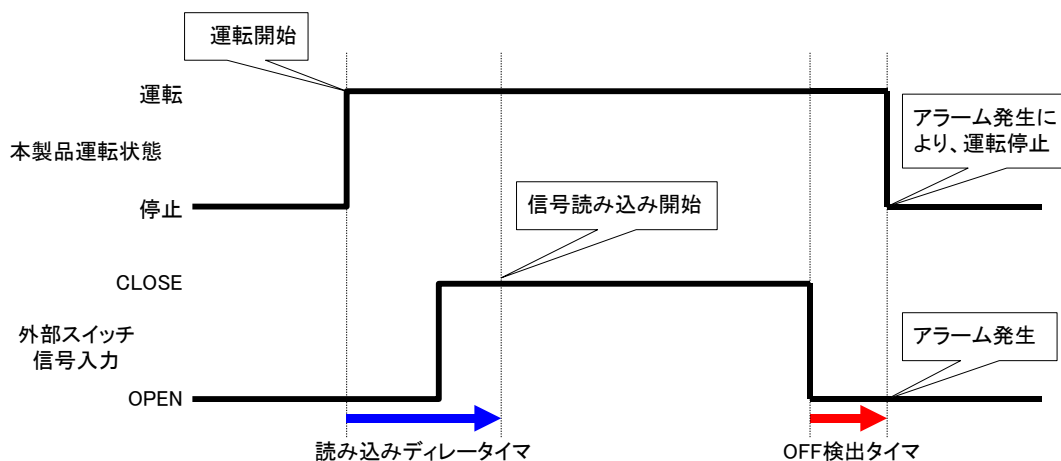 運転開始
運転
本製品運転状態
停止
アラーム発生に
より、運転停止
信号読み込み開始
CLOSE
外部スイッチ
信号入力
OPEN
アラーム発生
読み込みディレータイマ
OFF検出タイマ